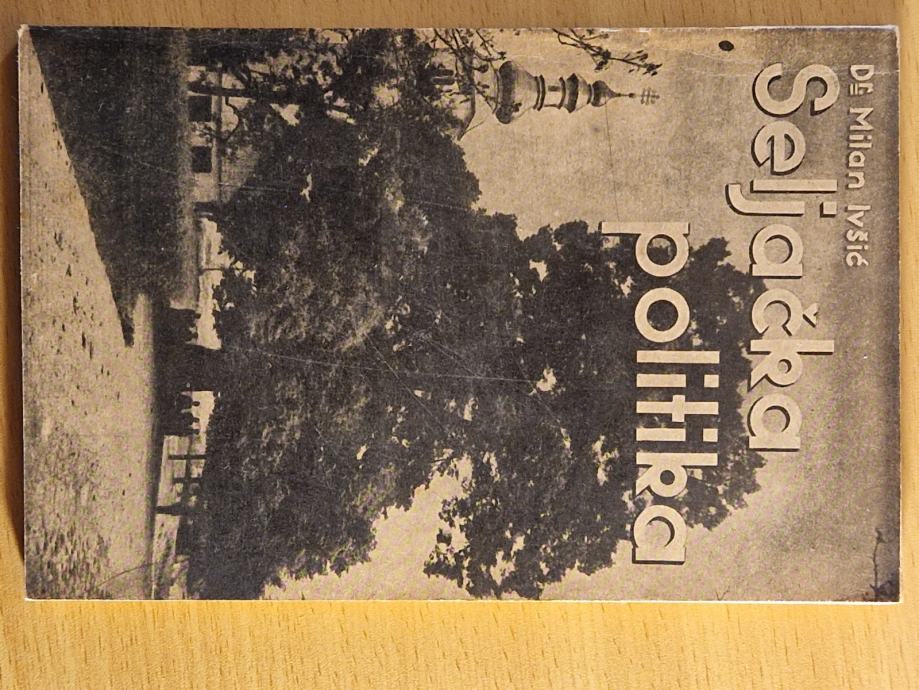 Dr. Milan Ivšić
Seljačka
politika